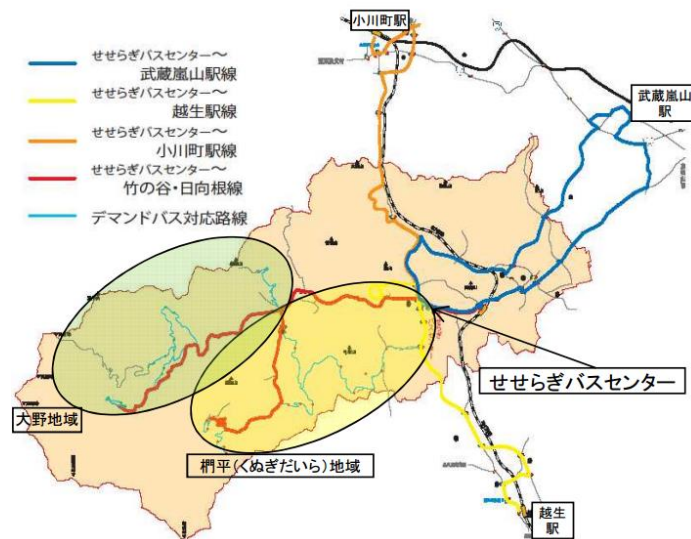 小川町駅
せせらぎバスセンター〜
武蔵嵐山駅線
せせらぎバスセンター〜
越生駅線
せせらぎバスセンター〜
小川町駅線
せせらぎバスセンター〜
竹の谷・日向根線
デマンドバス対応路線
武蔵嵐山
駅
せせらぎバスセンター
大野地域
椚平(くぬぎだいら)地域
越生
駅